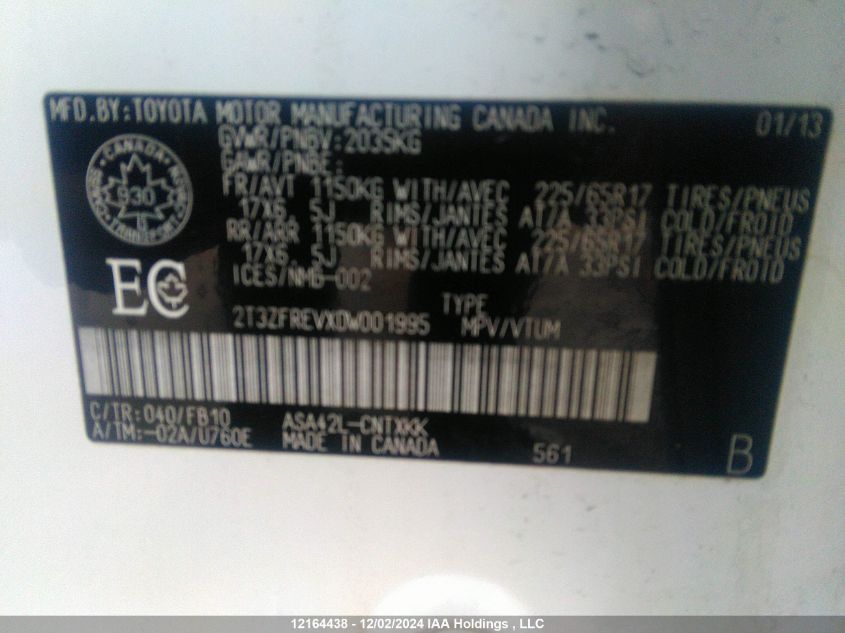 MFD.BY:TOYOTA MOTOR MANUFACTURING CANADA INC. 01/13
GVWR/PNBV:2035KG
GAWR/PNBE:
FR/AVT 1150KG WITH/AVEC 225/65R17 TIRES/PNEUS
17X6.5J RIMS/JANTES AT/A 33PSI COLD/FROID
RR/ARR 1150KG WITH/AVEC 225/65R17 TIRES/PNEUS
17X6.5J RIMS/JANTES AT/A 33PSI COLD/FROID
ICES/NMB-002
CANADA
930
TRANSPORT
EC
TYPE
2T3ZFREVXDW001995 MPV/VTUM
C/TR:040/FB10 ASA42L-CNTXKK
A/TM:-02A/U760E MADE IN CANADA 561 B
12164438 - 12/02/2024 IAA Holdings , LLC